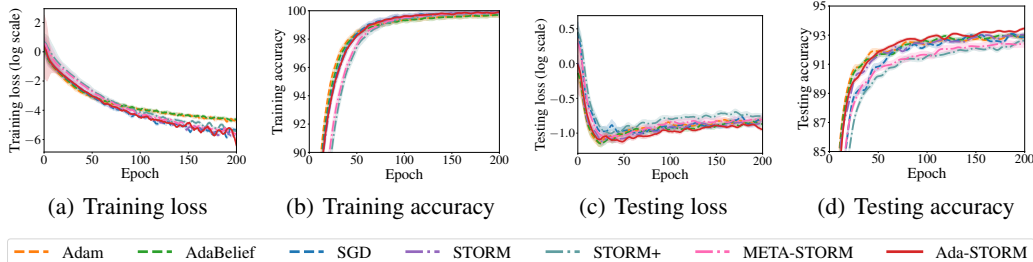 Training loss (log scale)
2
0
−2
−4
−6
0 50 100 150 200
Epoch
(a) Training loss
Training accuracy
100
98
96
94
92
90
0 50 100 150 200
Epoch
(b) Training accuracy
Testing loss (log scale)
0.5
0.0
−0.5
−1.0
0 50 100 150 200
Epoch
(c) Testing loss
Testing accuracy
95
93
91
89
87
85
0 50 100 150 200
Epoch
(d) Testing accuracy
Adam AdaBelief SGD STORM STORM+ META-STORM Ada-STORM